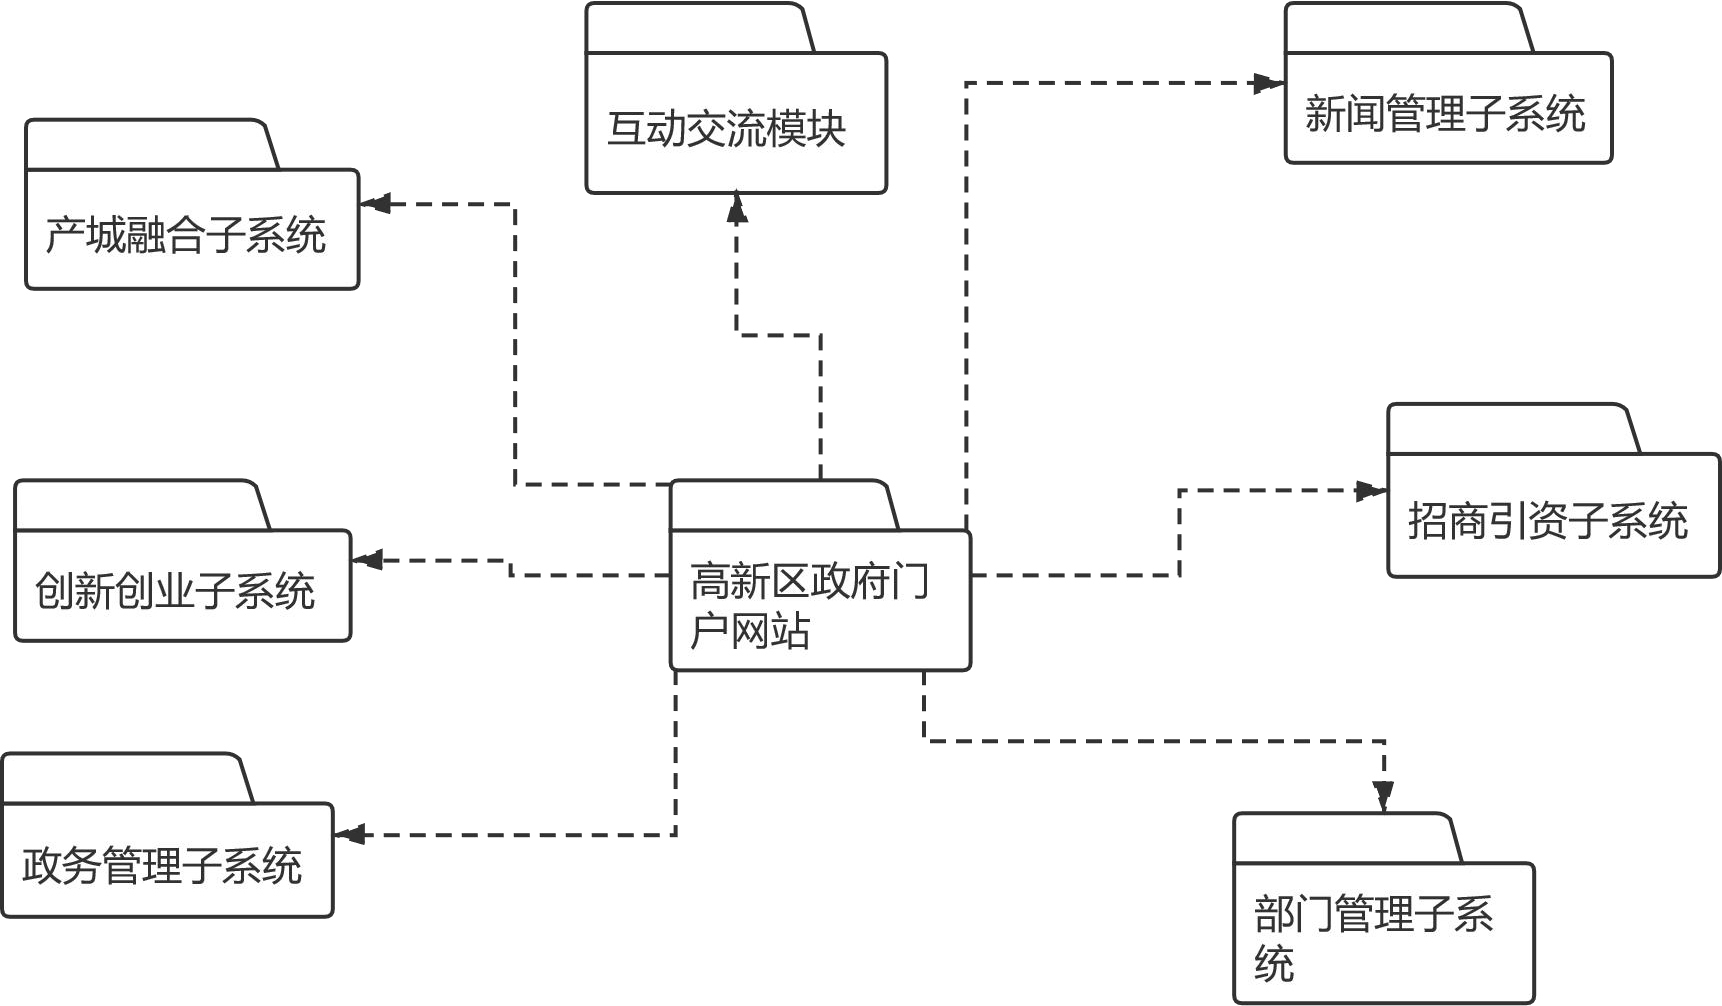 互动交流模块
新闻管理子系统
产城融合子系统
招商引资子系统
创新创业子系统
高新区政府门
户网站
政务管理子系统
部门管理子系
统